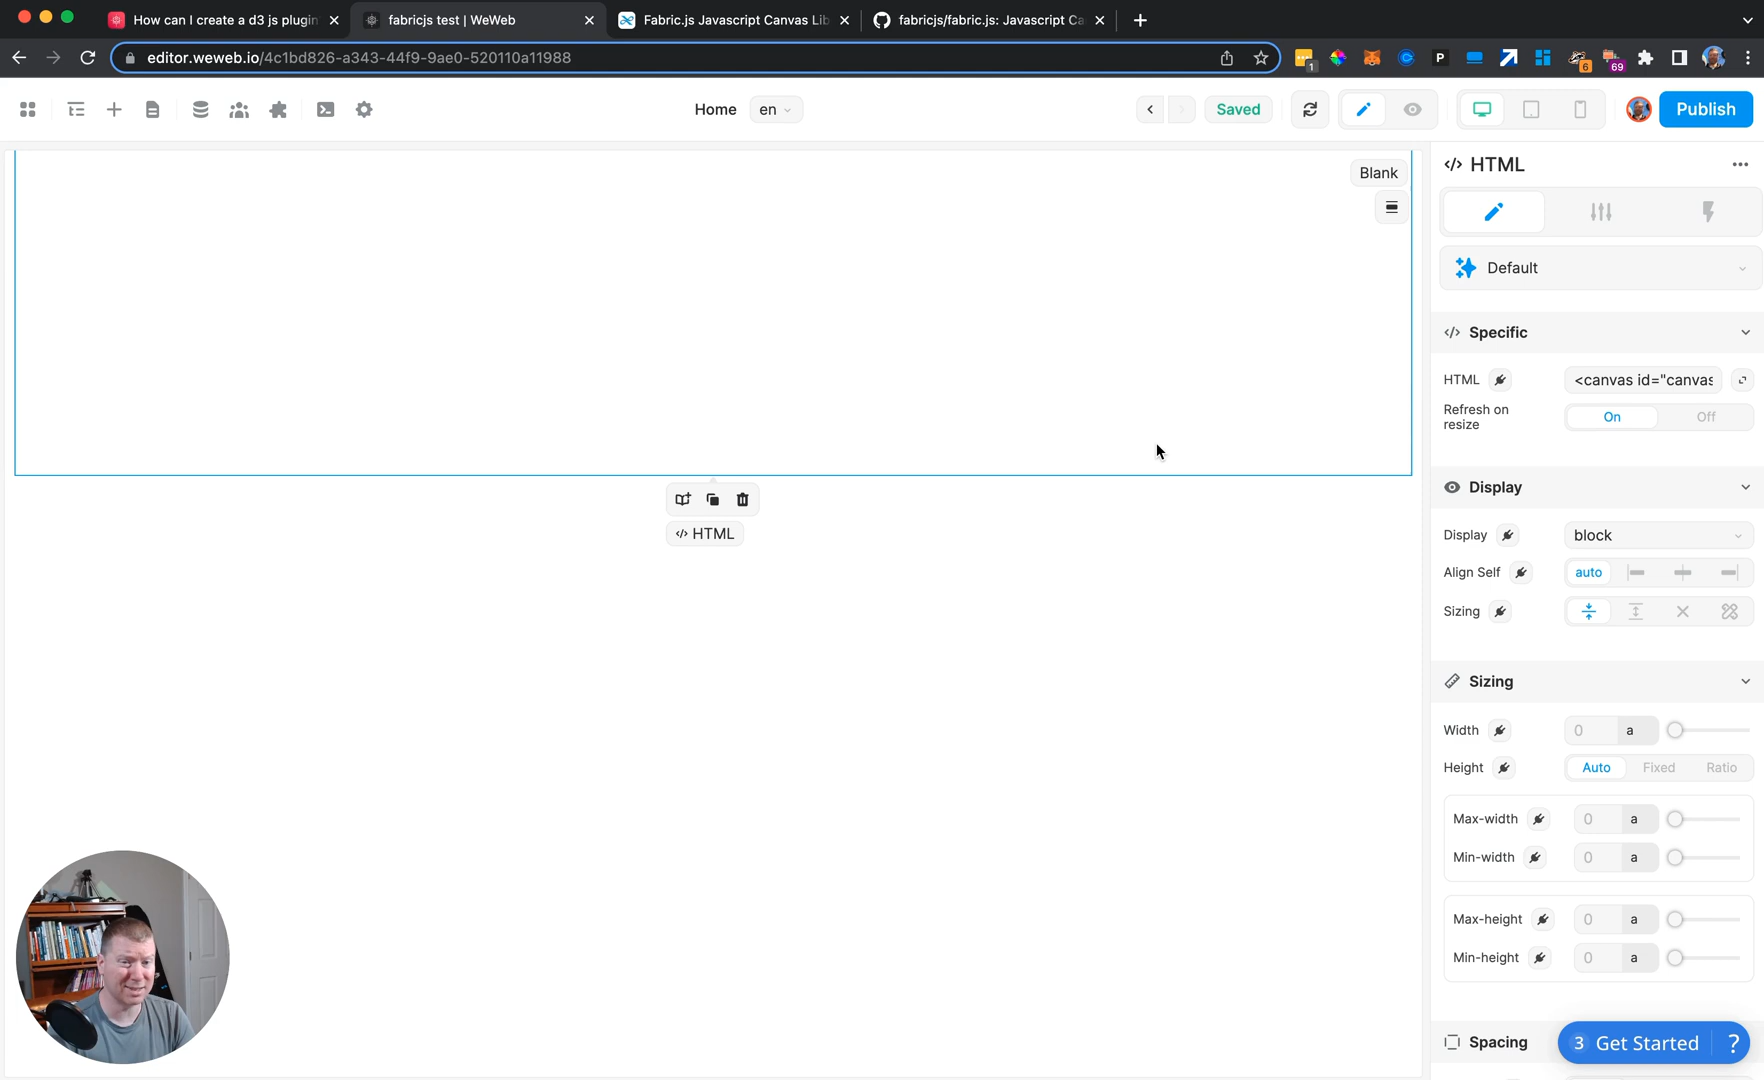 How can I create a d3 js plugin
fabricjs test | WeWeb
Fabric.js Javascript Canvas Lib
fabricjs/fabric.js: Javascript Ca
editor.weweb.io/4c1bd826-a343-44f9-9ae0-520110a11988
1
P
6
69
Home
en
Saved
Publish
Blank
HTML
Default
Specific
HTML
<canvas id="canvas
Refresh on
resize
On
Off
Display
Display
block
Align Self
auto
Sizing
Sizing
Width
0
a
Height
Auto
Fixed
Ratio
Max-width
0
a
Min-width
0
a
Max-height
0
a
Min-height
0
a
Spacing
3
Get Started
?
HTML